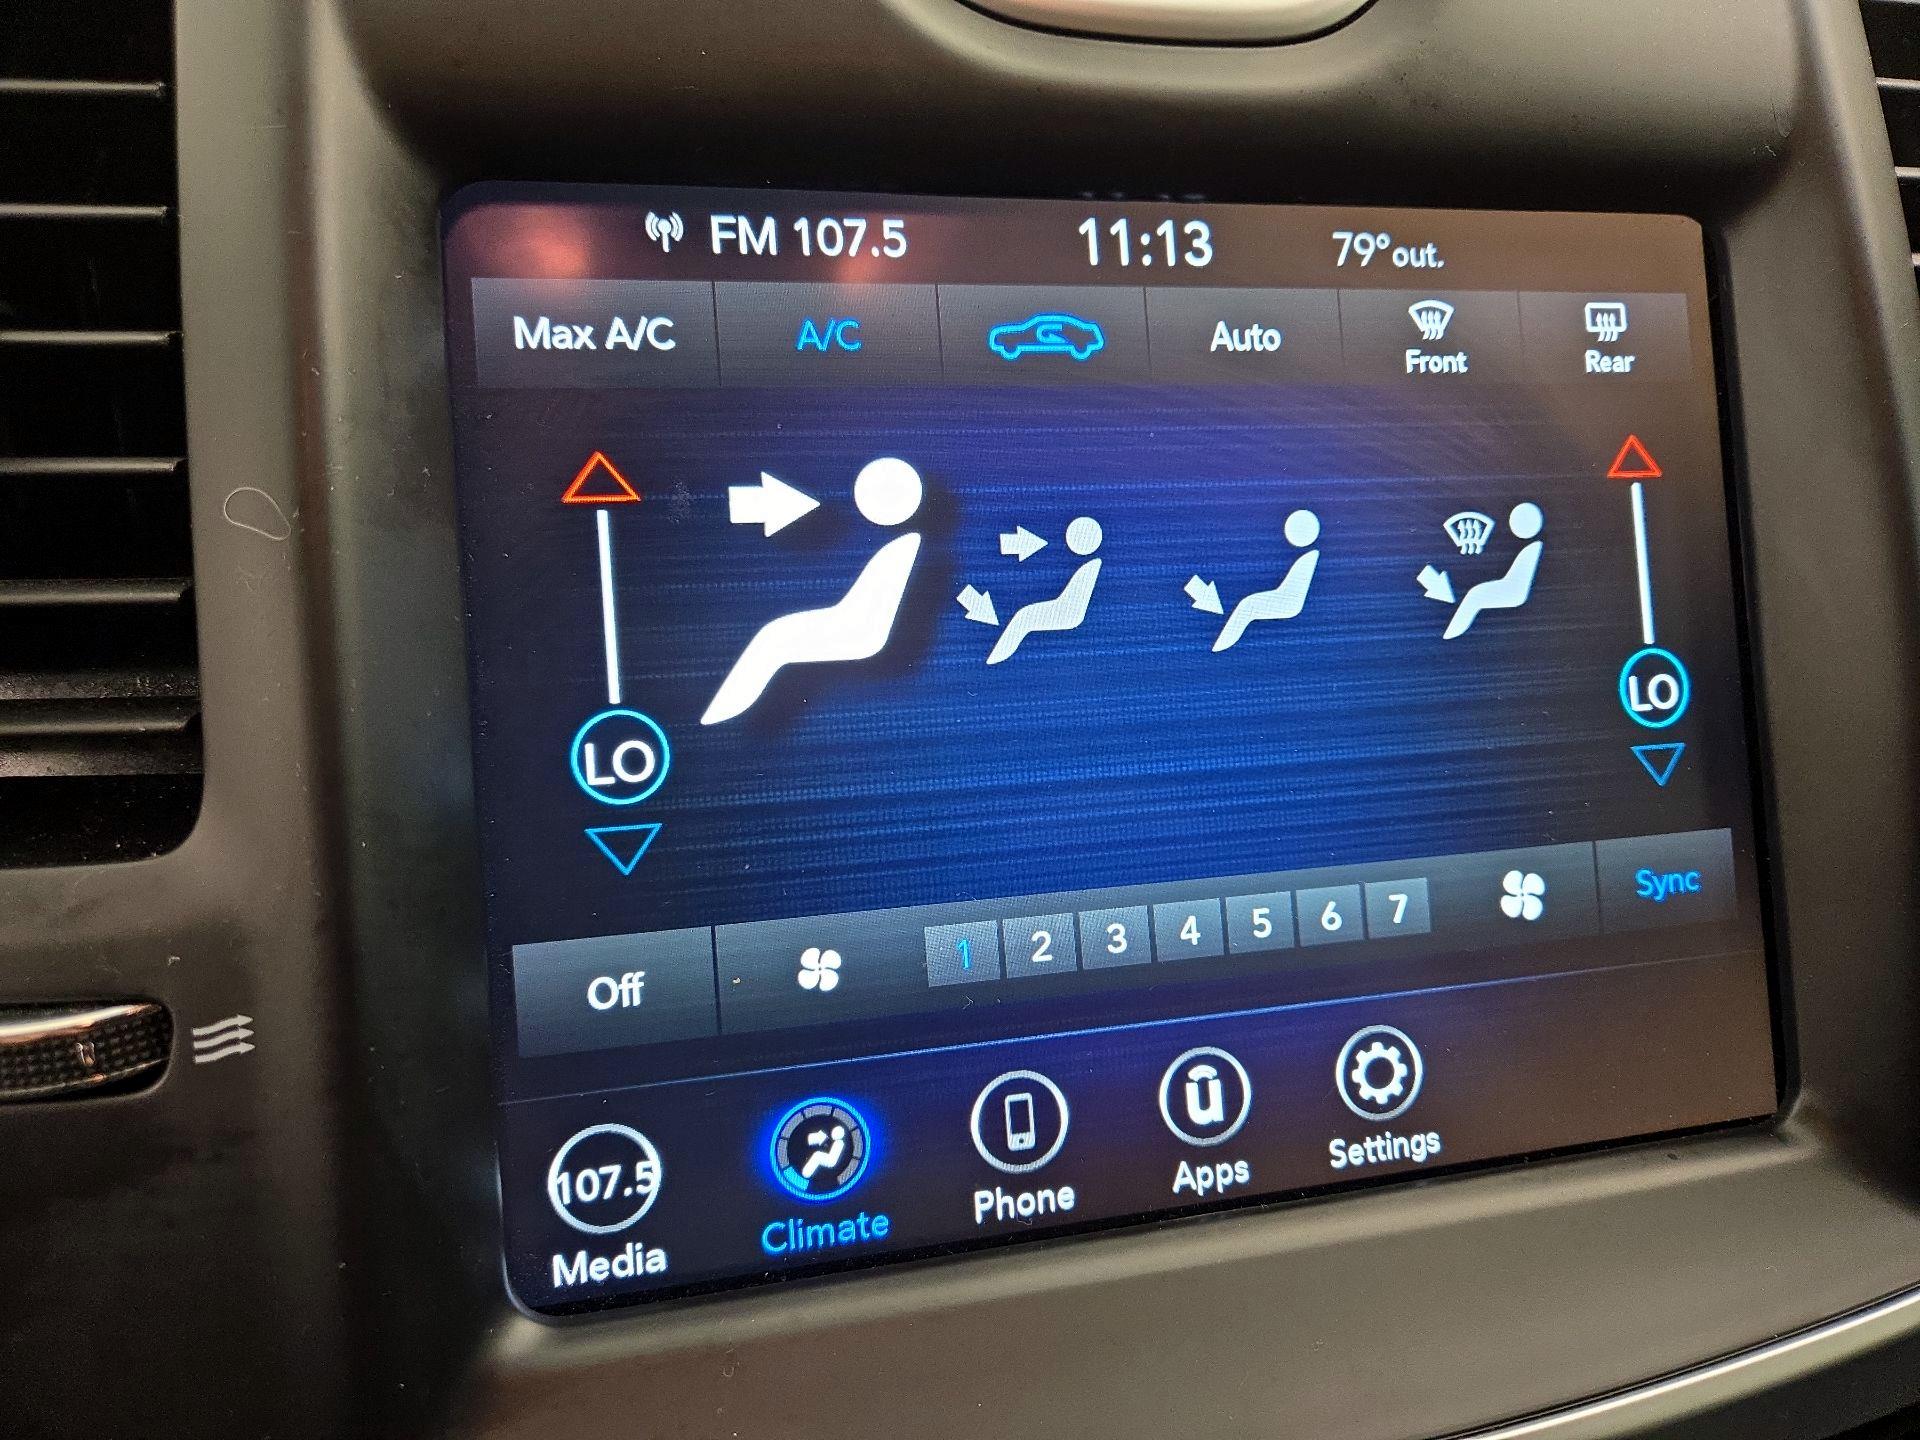 FM 107.5 11:13 79° out.
Max A/C A/C Auto Front Rear
LO LO
Off 1 2 3 4 5 6 7 Sync
107.5 u
Media Climate Phone Apps Settings